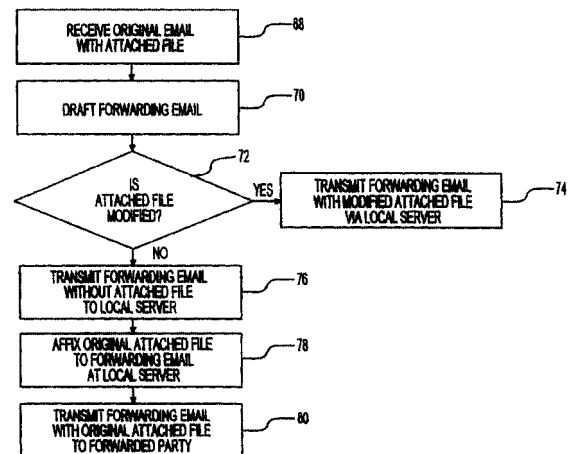 RECEIVE ORIGINAL EMAIL
WITH ATTACHED FILE
68
DRAFT FORWARDING EMAIL
70
72
IS
ATTACHED FILE
MODIFIED?
YES
TRANSMIT FORWARDING EMAIL
WITH MODIFIED ATTACHED FILE
VIA LOCAL SERVER
74
NO
TRANSMIT FORWARDING EMAIL
WITHOUT ATTACHED FILE
TO LOCAL SERVER
76
AFFIX ORIGINAL ATTACHED FILE
TO FORWARDING EMAIL
AT LOCAL SERVER
78
TRANSMIT FORWARDING EMAIL
WITH ORIGINAL ATTACHED FILE
TO FORWARDED PARTY
80